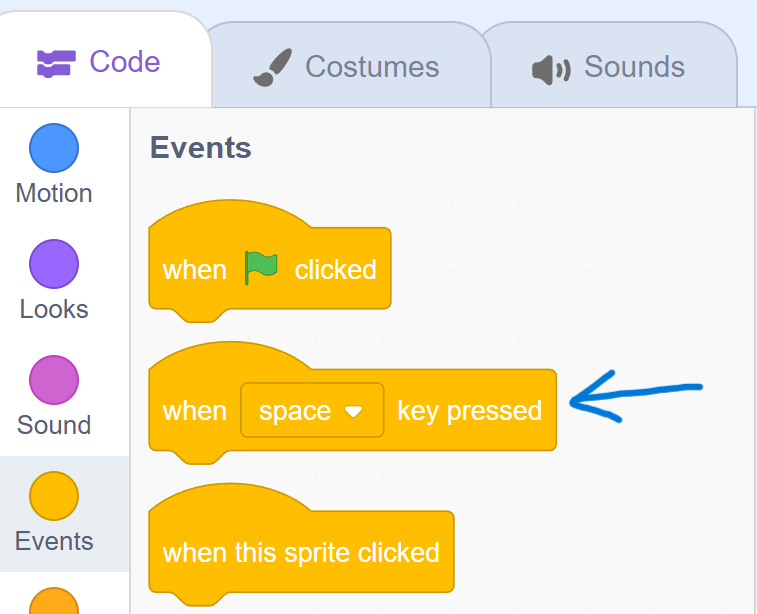 Code
Costumes
Sounds
Motion
Looks
Sound
Events
Events
when clicked
when space key pressed
when this sprite clicked